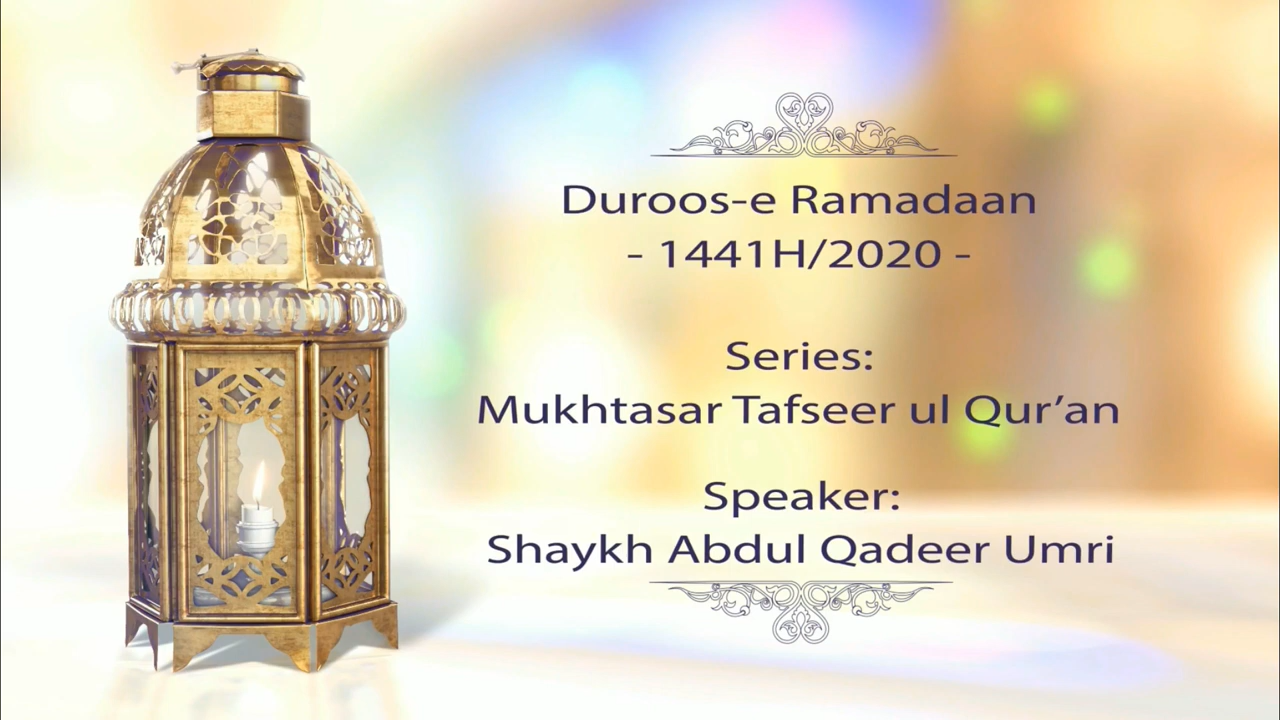 Duroos-e Ramadaan
- 1441H/2020 -
Series:
Mukhtasar Tafseer ul Qur’an
Speaker:
Shaykh Abdul Qadeer Umri